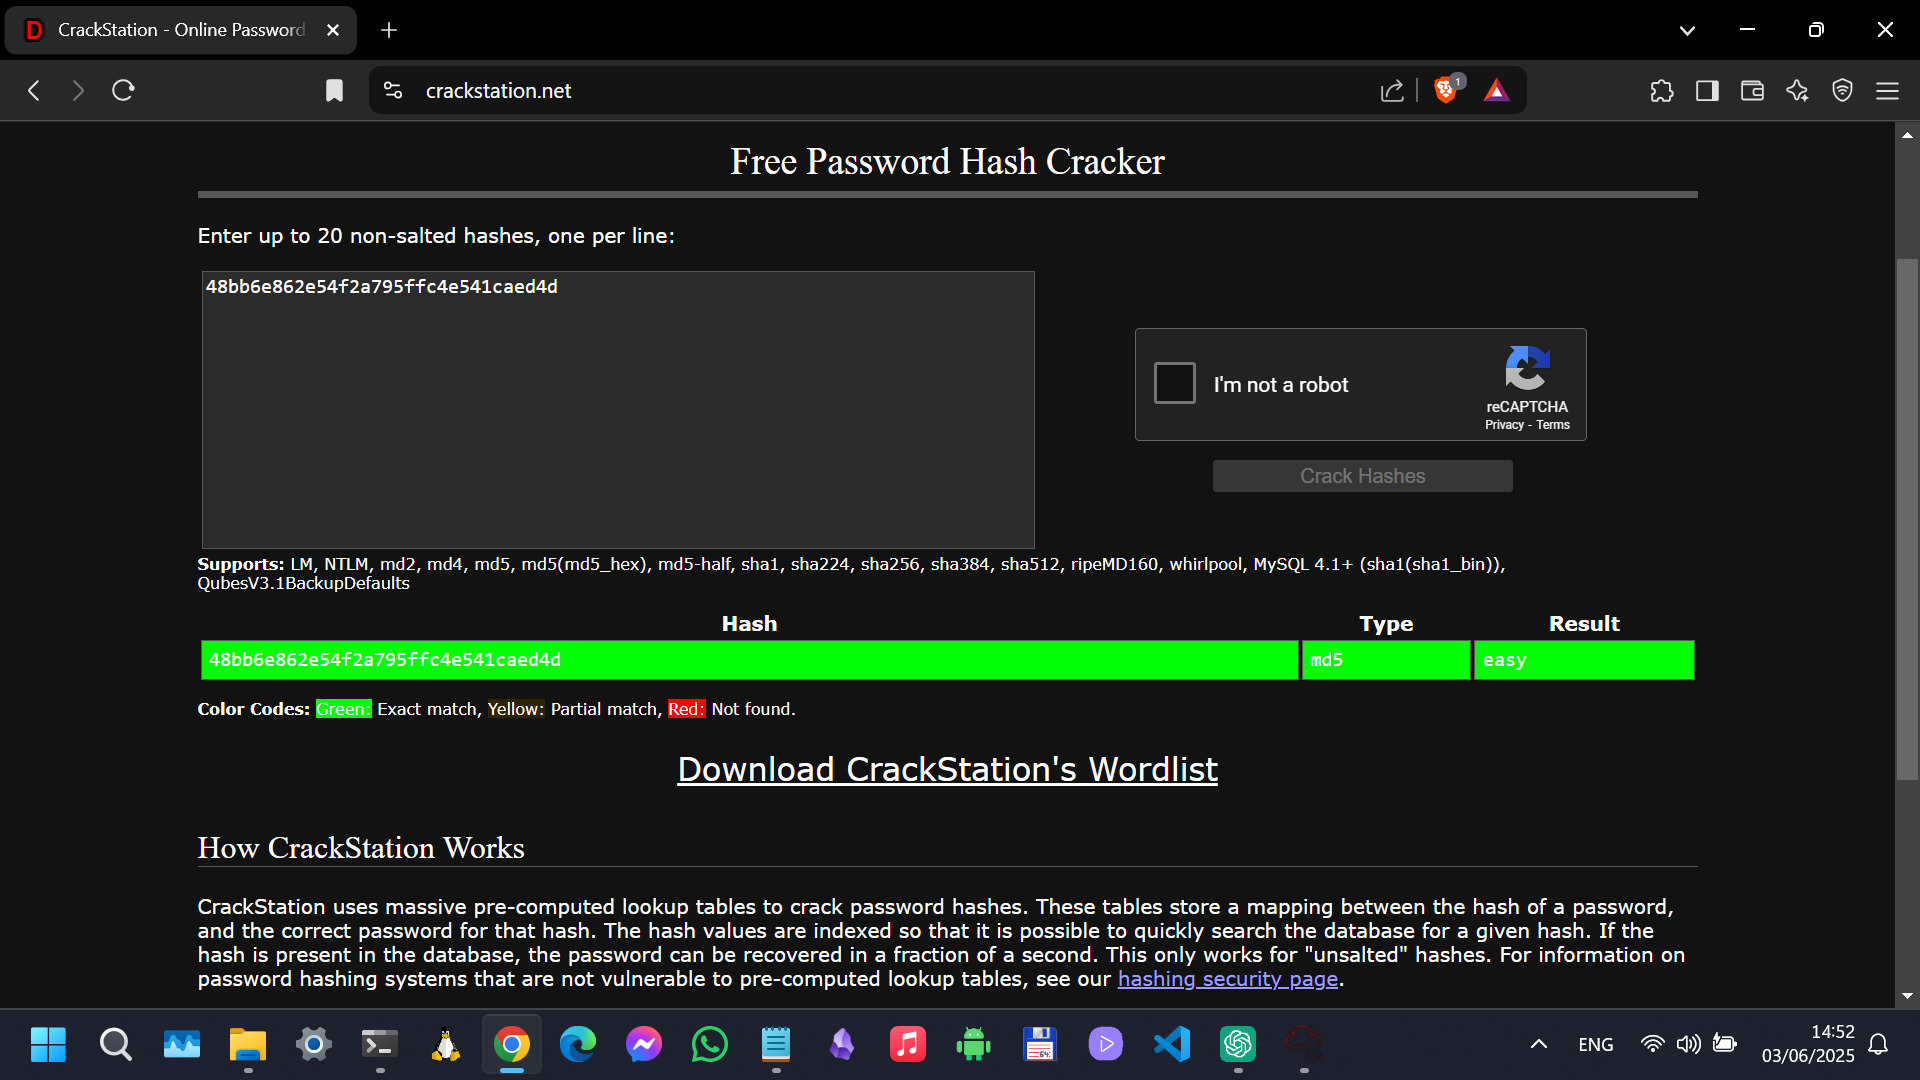 CrackStation - Online Password
crackstation.net
1
Free Password Hash Cracker
Enter up to 20 non-salted hashes, one per line:
48bb6e862e54f2a795ffc4e541caed4d
I'm not a robot
reCAPTCHA
Privacy - Terms
Crack Hashes
Supports: LM, NTLM, md2, md4, md5, md5(md5_hex), md5-half, sha1, sha224, sha256, sha384, sha512, ripeMD160, whirlpool, MySQL 4.1+ (sha1(sha1_bin)),
QubesV3.1BackupDefaults
Hash Type Result
48bb6e862e54f2a795ffc4e541caed4d md5 easy
Color Codes: Green: Exact match, Yellow: Partial match, Red: Not found.
Download CrackStation's Wordlist
How CrackStation Works
CrackStation uses massive pre-computed lookup tables to crack password hashes. These tables store a mapping between the hash of a password,
and the correct password for that hash. The hash values are indexed so that it is possible to quickly search the database for a given hash. If the
hash is present in the database, the password can be recovered in a fraction of a second. This only works for "unsalted" hashes. For information on
password hashing systems that are not vulnerable to pre-computed lookup tables, see our hashing security page.
64
ENG
14:52
03/06/2025